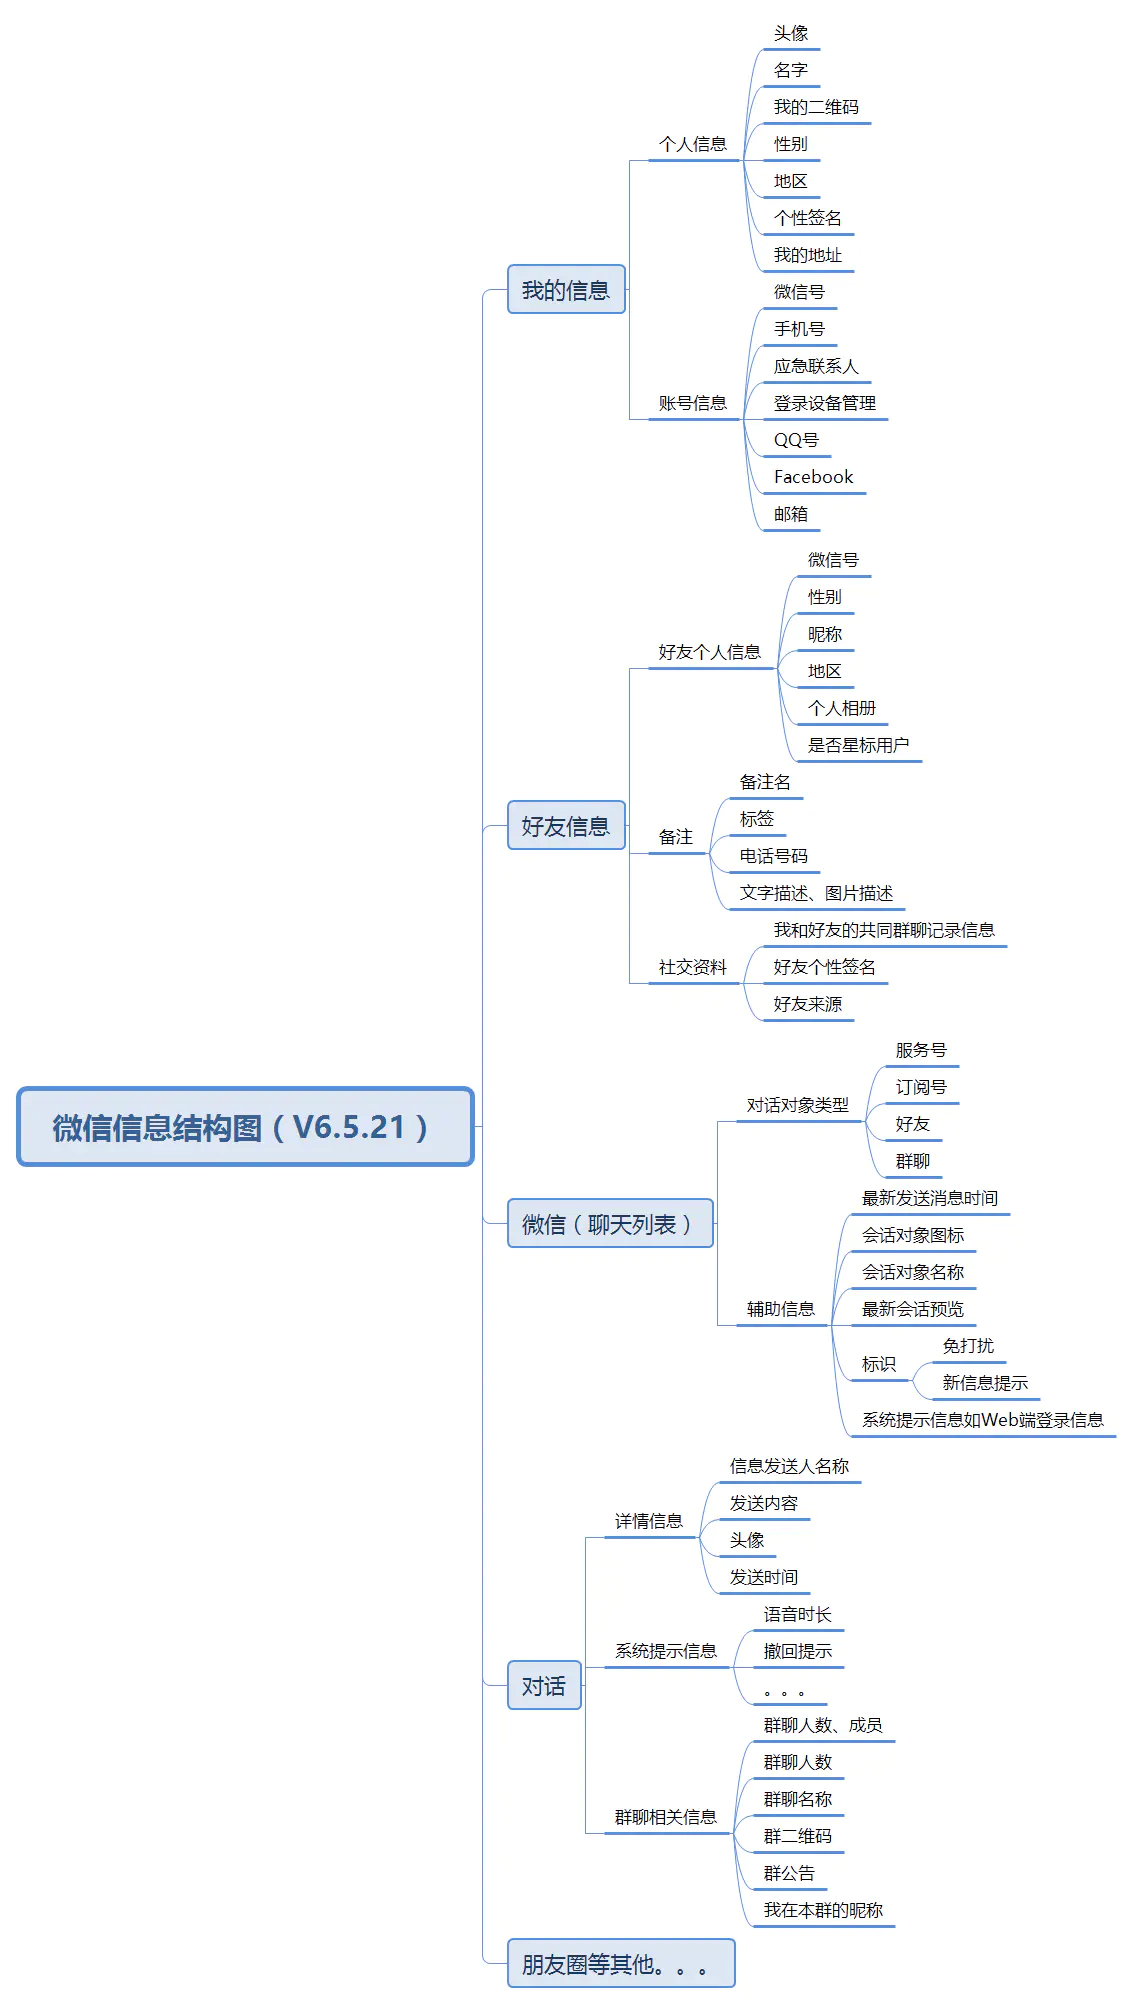 微信信息结构图（V6.5.21）
我的信息
个人信息
头像
名字
我的二维码
性别
地区
个性签名
我的地址
账号信息
微信号
手机号
应急联系人
登录设备管理
QQ号
Facebook
邮箱
好友信息
好友个人信息
微信号
性别
昵称
地区
个人相册
是否星标用户
备注
备注名
标签
电话号码
文字描述、图片描述
社交资料
我和好友的共同群聊记录信息
好友个性签名
好友来源
微信（聊天列表）
对话对象类型
服务号
订阅号
好友
群聊
辅助信息
最新发送消息时间
会话对象图标
会话对象名称
最新会话预览
标识
免打扰
新信息提示
系统提示信息如Web端登录信息
对话
详情信息
信息发送人名称
发送内容
头像
发送时间
系统提示信息
语音时长
撤回提示
。。。
群聊相关信息
群聊人数、成员
群聊人数
群聊名称
群二维码
群公告
我在本群的昵称
朋友圈等其他。。。